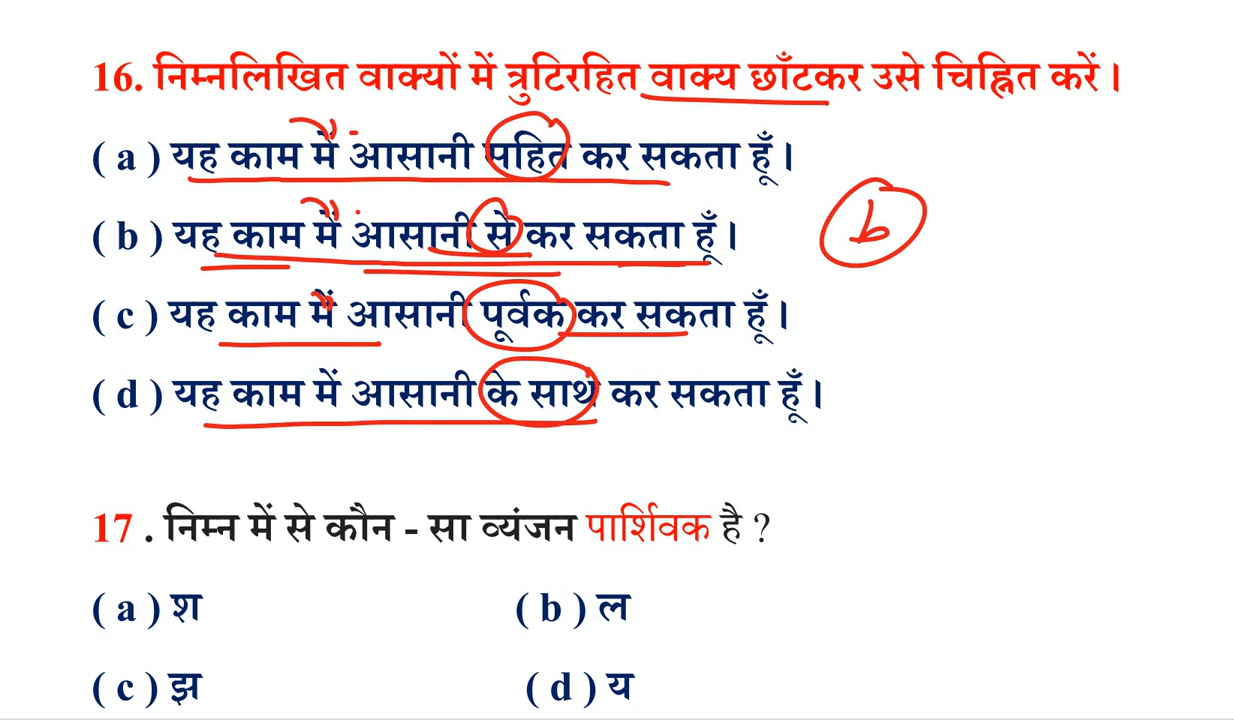 16. निम्नलिखित वाक्यों में त्रुटिरहित वाक्य छाँटकर उसे चिह्नित करें।
( a ) यह काम में आसानी सहित कर सकता हूँ।
( b ) यह काम में आसानी से कर सकता हूँ।
b
( c ) यह काम में आसानी पूर्वक कर सकता हूँ।
( d ) यह काम में आसानी के साथ कर सकता हूँ।
17 . निम्न में से कौन - सा व्यंजन पार्शिवक है ?
( a ) श ( b ) ल
( c ) झ ( d ) य